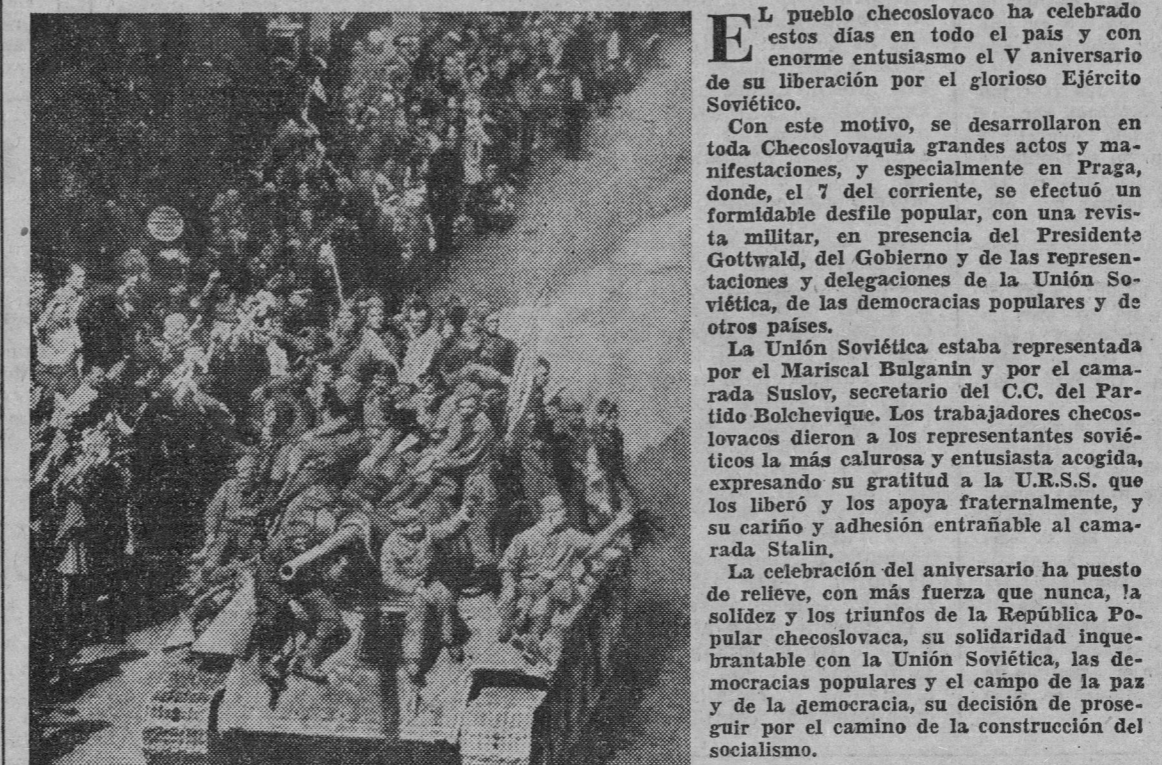 EL pueblo checoslovaco ha celebrado
estos días en todo el país y con
enorme entusiasmo el V aniversario
de su liberación por el glorioso Ejército
Soviético.
Con este motivo, se desarrollaron en
toda Checoslovaquia grandes actos y ma-
nifestaciones, y especialmente en Praga,
donde, el 7 del corriente, se efectuó un
formidable desfile popular, con una revis-
ta militar, en presencia del Presidente
Gottwald, del Gobierno y de las represen-
taciones y delegaciones de la Unión So-
viética, de las democracias populares y de
otros países.
La Unión Soviética estaba representada
por el Mariscal Bulganin y por el cama-
rada Suslov, secretario del C.C. del Par-
tido Bolchevique. Los trabajadores checos-
lovacos dieron a los representantes sovié-
ticos la más calurosa y entusiasta acogida,
expresando su gratitud a la U.R.S.S. que
los liberó y los apoya fraternalmente, y
su cariño y adhesión entrañable al cama-
rada Stalin.
La celebración del aniversario ha puesto
de relieve, con más fuerza que nunca, la
solidez y los triunfos de la República Po-
pular checoslovaca, su solidaridad inque-
brantable con la Unión Soviética, las de-
mocracias populares y el campo de la paz
y de la democracia, su decisión de prose-
guir por el camino de la construcción del
socialismo.